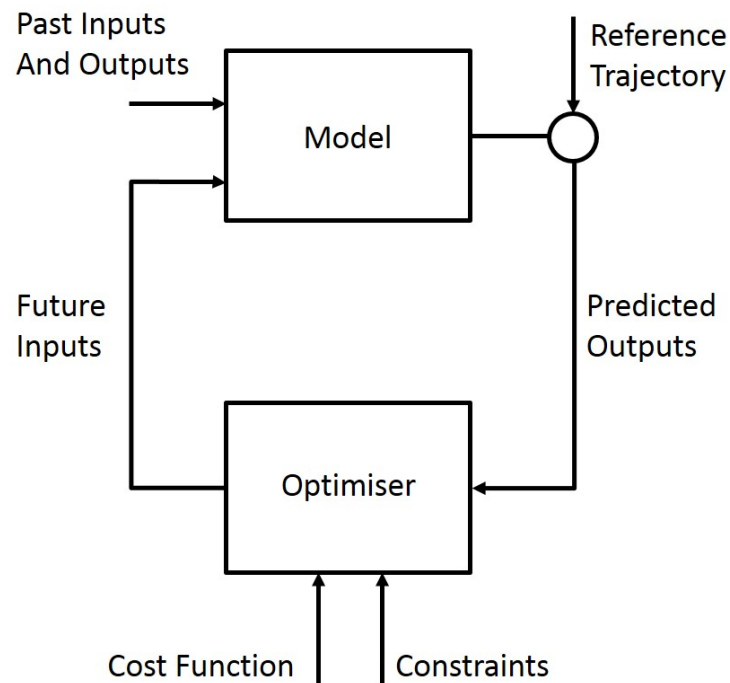 Past Inputs
And Outputs
Reference
Trajectory
Model
Future
Inputs
Predicted
Outputs
Optimiser
Cost Function
Constraints